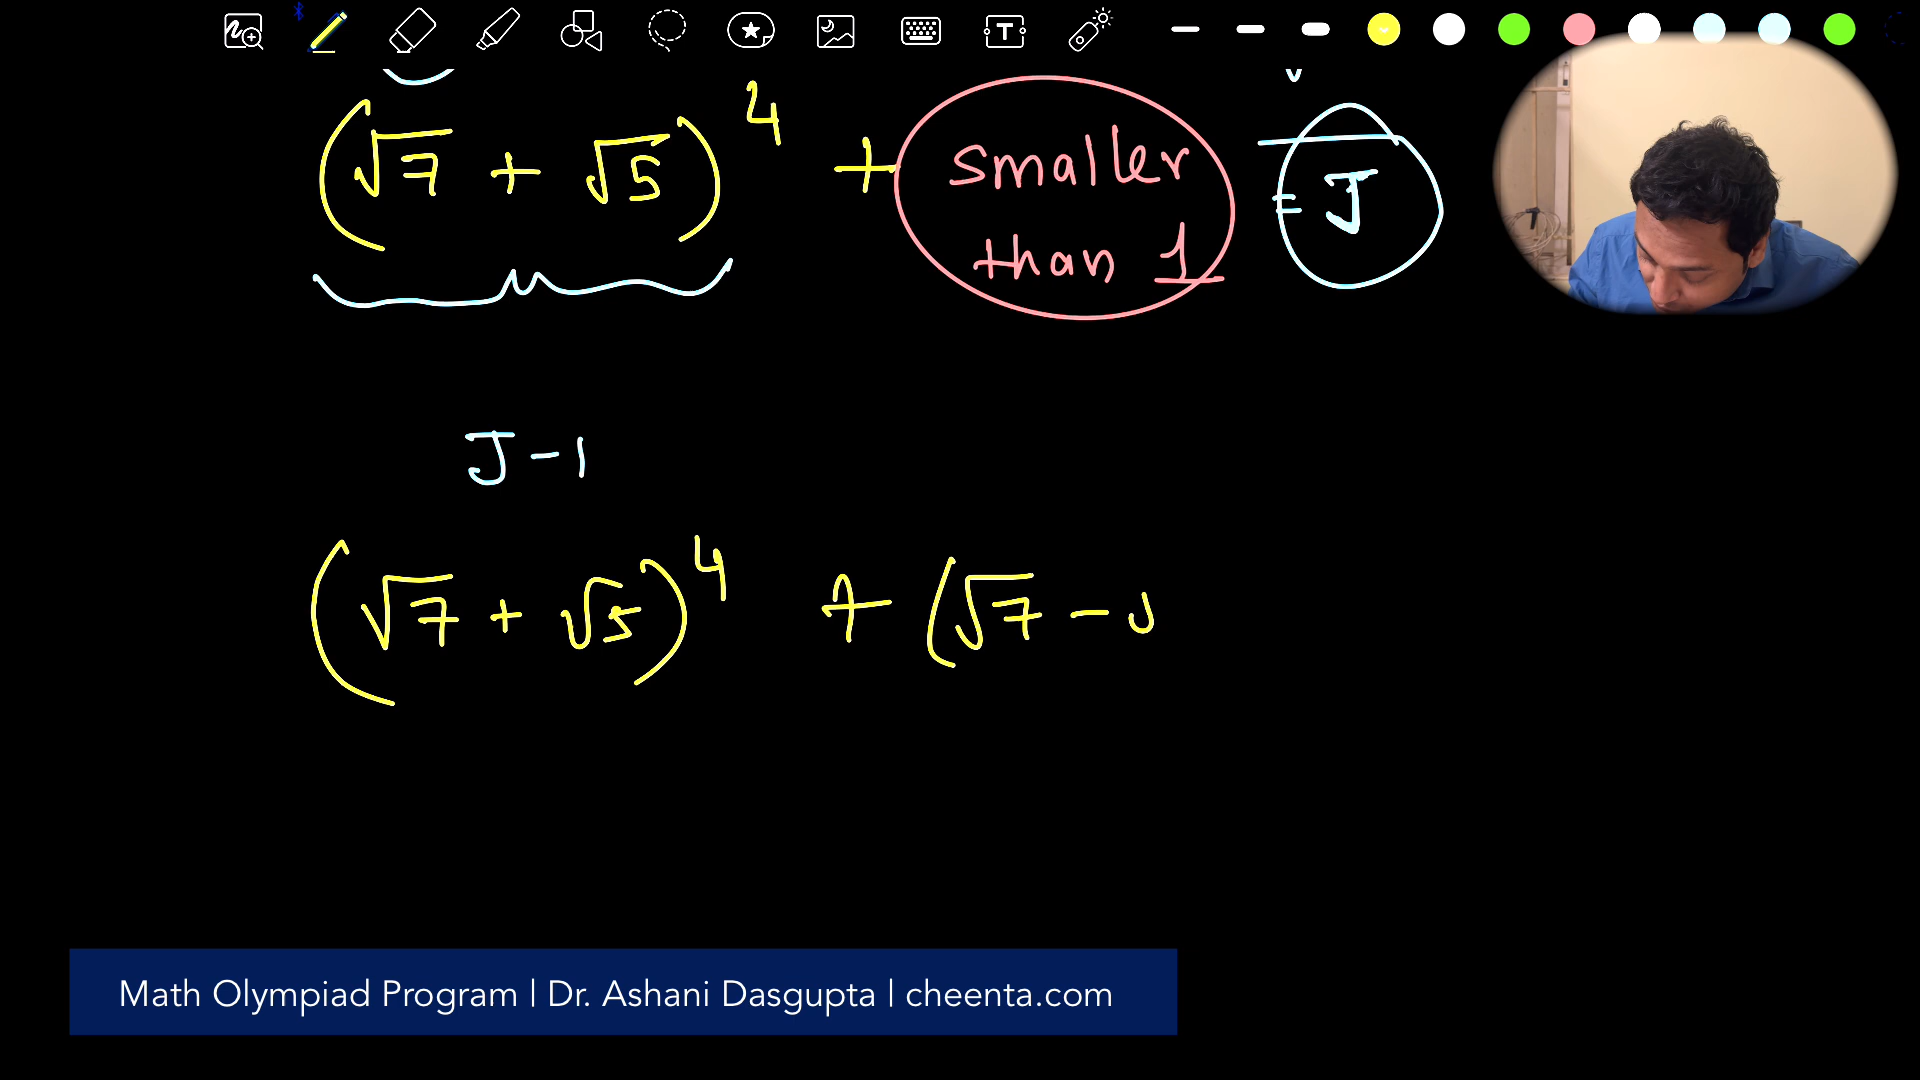 (√7 + √5)^4 + smaller than 1 = J
J - 1
(√7 + √5)^4 + (√7 -
Math Olympiad Program | Dr. Ashani Dasgupta | cheenta.com